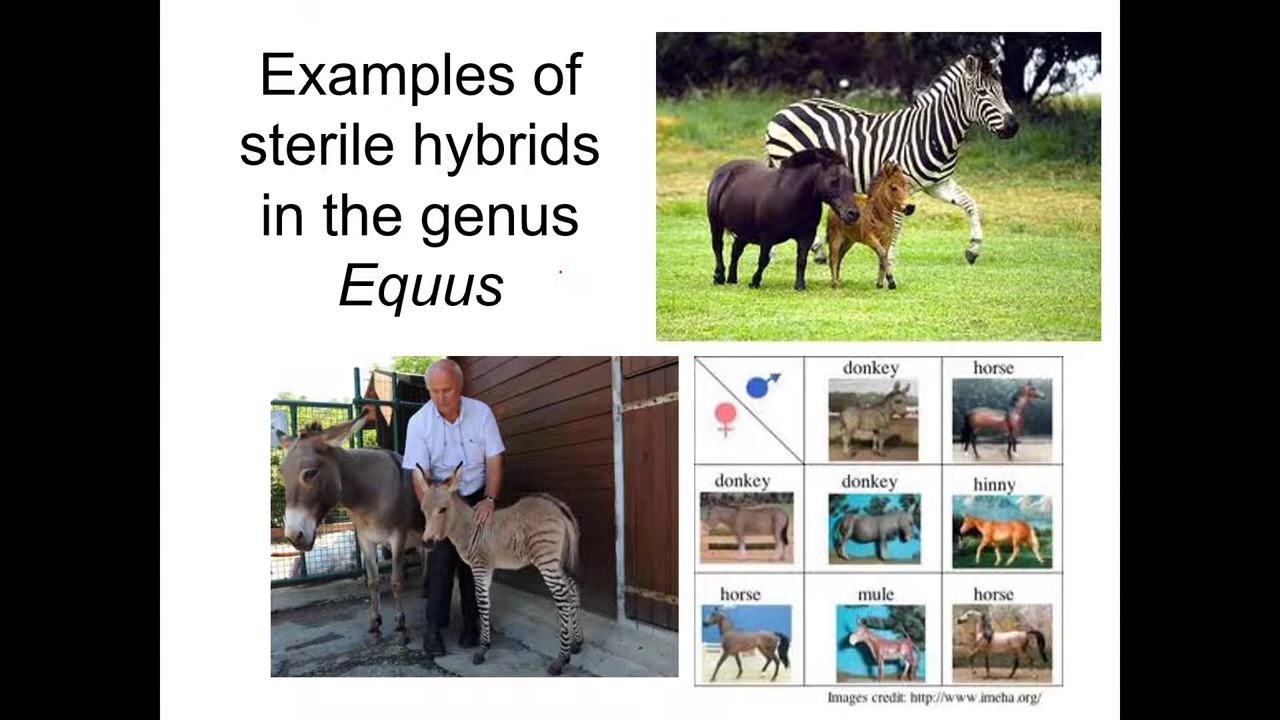 Examples of
sterile hybrids
in the genus
Equus
donkey
horse
donkey
donkey
hinny
horse
mule
horse
Images credit: http://www.imeha.org/